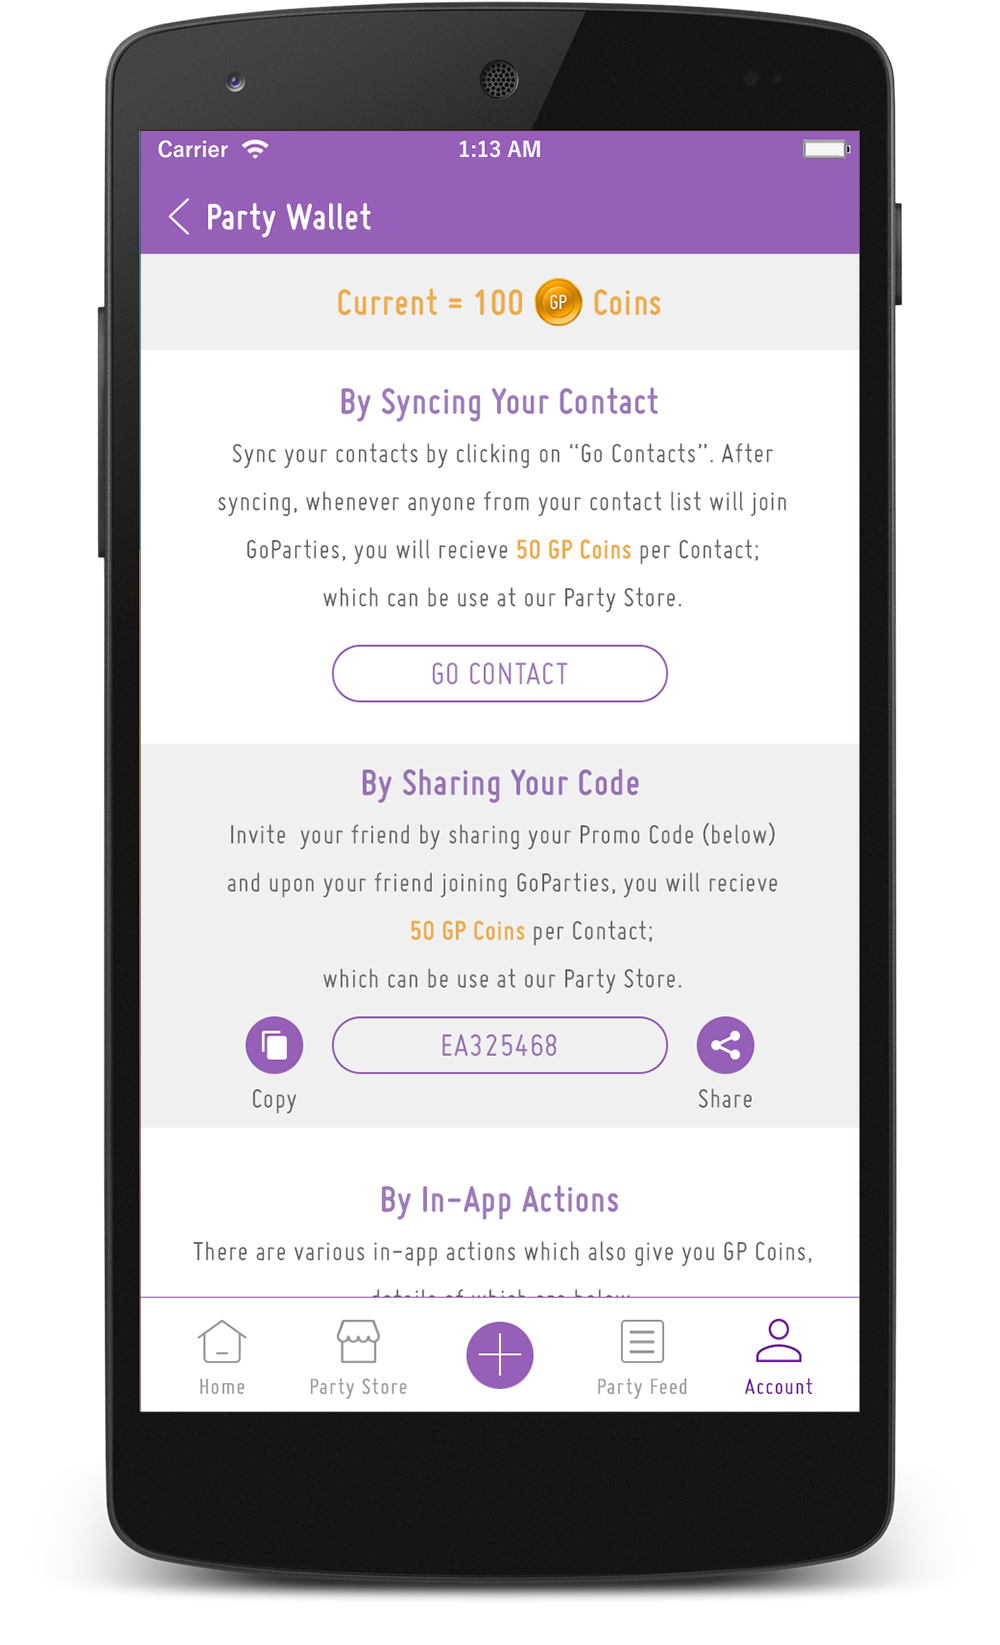 Carrier 1:13 AM
Party Wallet
Current = 100 GP Coins
By Syncing Your Contact
Sync your contacts by clicking on “Go Contacts”. After
syncing, whenever anyone from your contact list will join
GoParties, you will recieve 50 GP Coins per Contact;
which can be use at our Party Store.
GO CONTACT
By Sharing Your Code
Invite your friend by sharing your Promo Code (below)
and upon your friend joining GoParties, you will recieve
50 GP Coins per Contact;
which can be use at our Party Store.
EA325468
Copy Share
By In-App Actions
There are various in-app actions which also give you GP Coins,
details of which are below
Home Party Store Party Feed Account